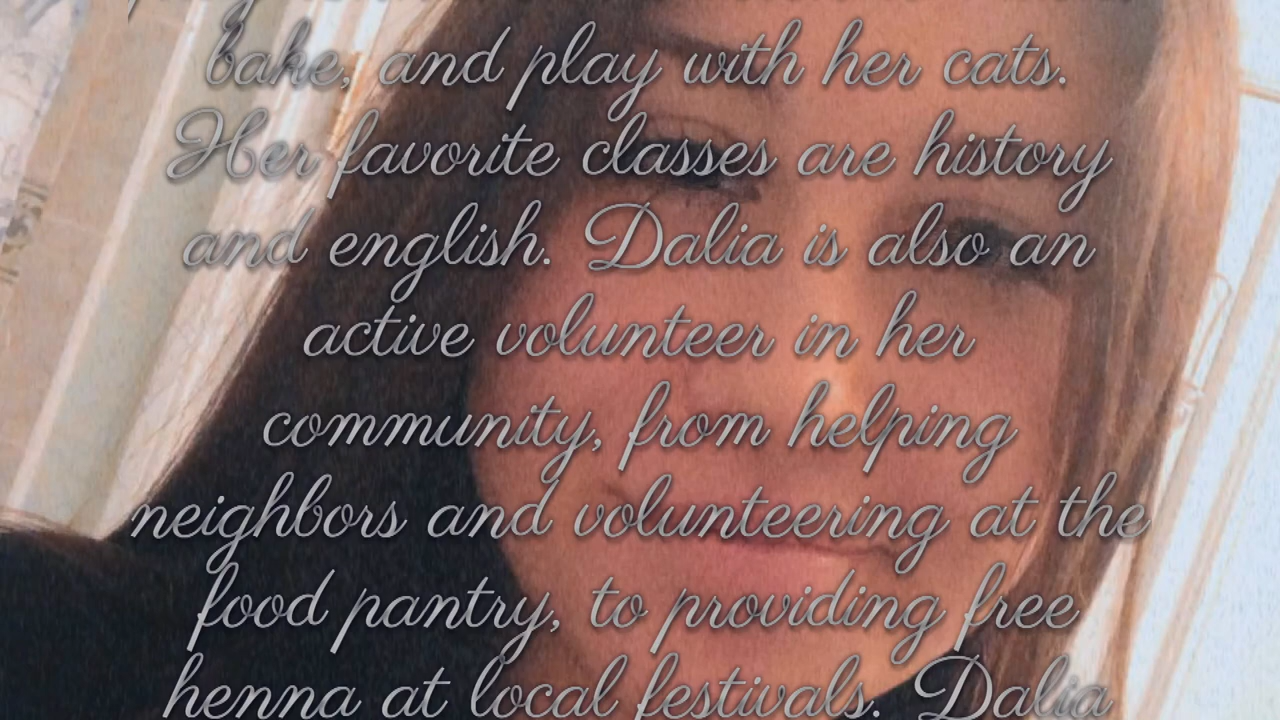 bake, and play with her cats.
Her favorite classes are history
and english. Dalia is also an
active volunteer in her
community, from helping
neighbors and volunteering at the
food pantry, to providing free
henna at local festivals. Dalia